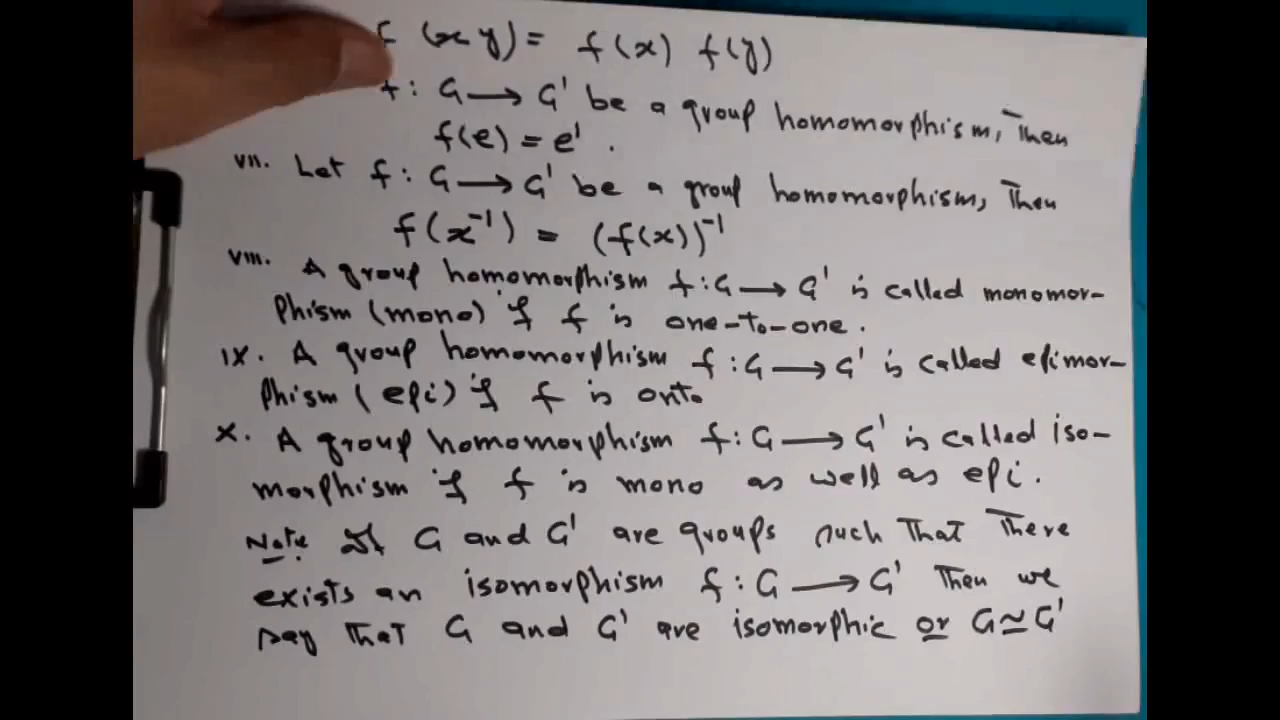 f (xy) = f(x) f(y)
f : G ⟶ G' be a group homomorphism, Then
f(e) = e' .
vii. Let f : G ⟶ G' be a group homomorphism, Then
f(x⁻¹) = (f(x))⁻¹
viii. A group homomorphism f : G ⟶ G' is called monomor-
phism (mono) if f is one-to-one.
ix. A group homomorphism f : G ⟶ G' is called epimor-
phism (epi) if f is onto
x. A group homomorphism f : G ⟶ G' is called iso-
morphism if f is mono as well as epi.
Note: If G and G' are groups such that There
exists an isomorphism f : G ⟶ G' Then we
say that G and G' are isomorphic or G ≃ G'